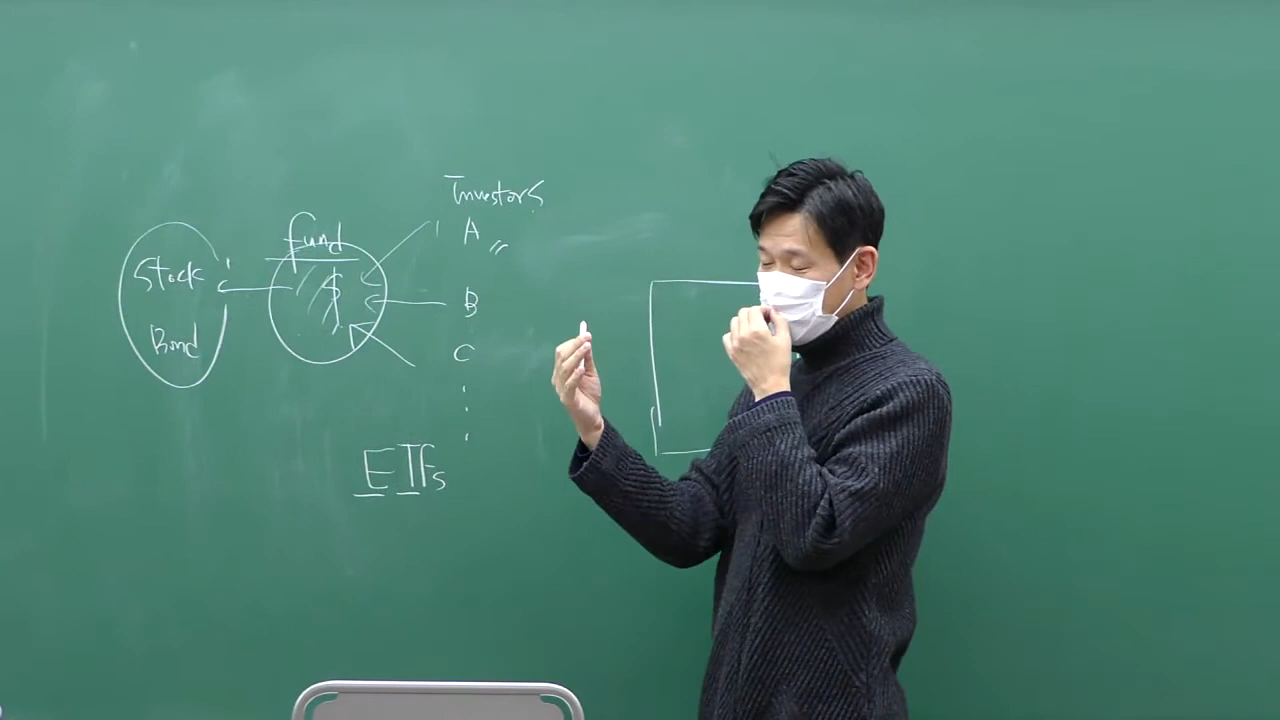 Investors
fund
A
Stock
$
B
Bond
C
ETFs